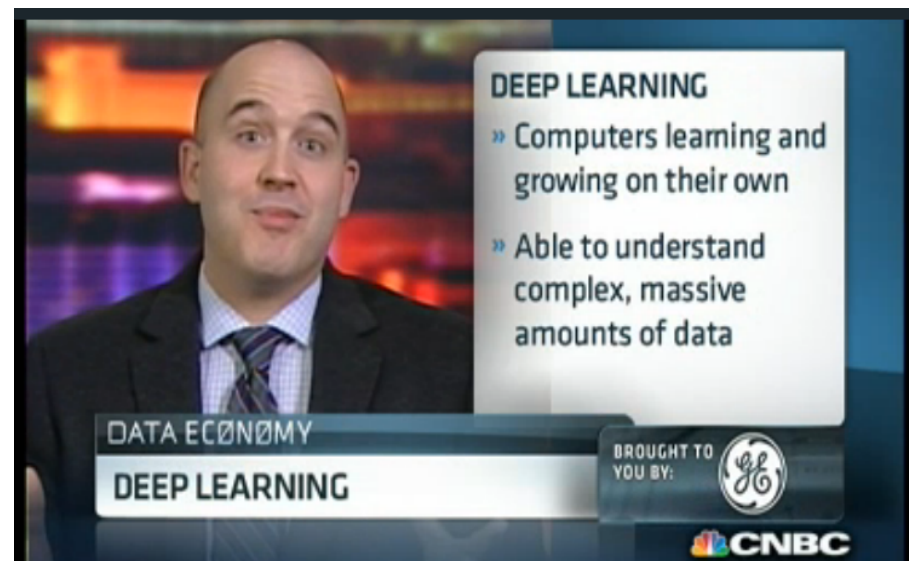 DEEP LEARNING
» Computers learning and
growing on their own
» Able to understand
complex, massive
amounts of data
DATA ECØNØMY
DEEP LEARNING
BROUGHT TO
YOU BY:
GE
CNBC